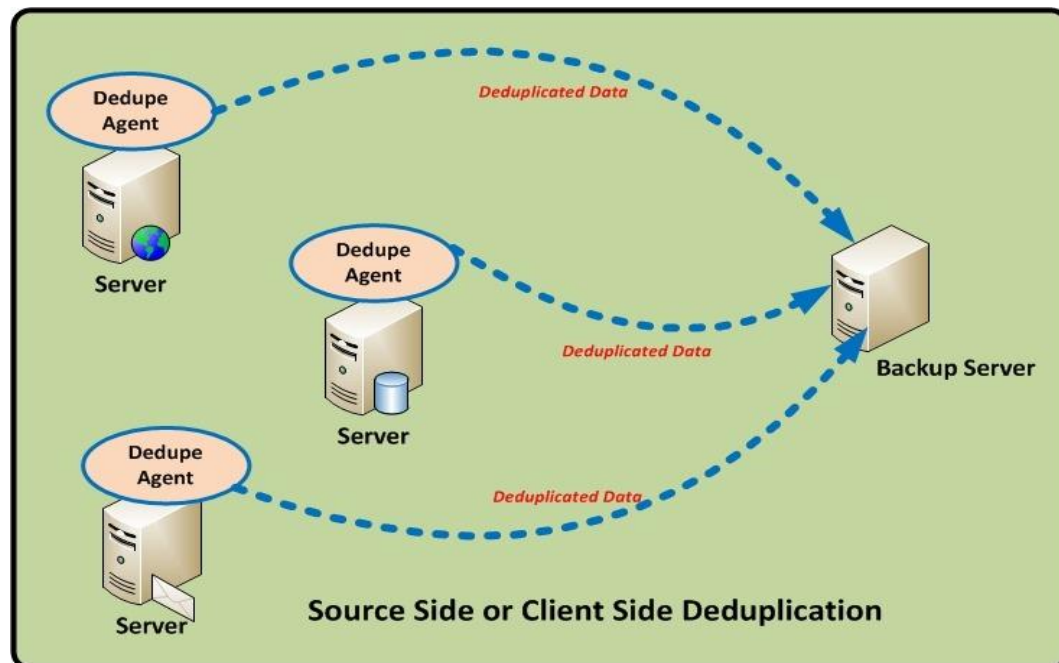 Dedupe
Agent
Deduplicated Data
Server
Dedupe
Agent
Deduplicated Data
Server
Backup Server
Dedupe
Agent
Deduplicated Data
Server
Source Side or Client Side Deduplication